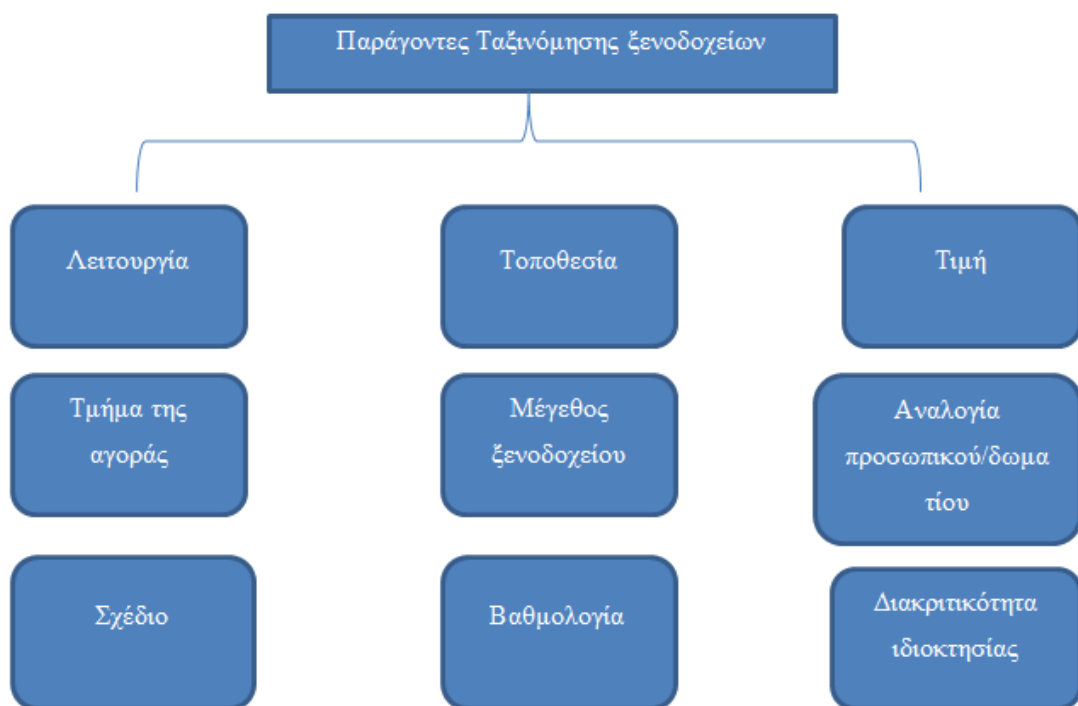 Παράγοντες Ταξινόμησης ξενοδοχείων
Λειτουργία
Τοποθεσία
Τιμή
Τμήμα της
αγοράς
Μέγεθος
ξενοδοχείου
Αναλογία
προσωπικού/δωμα
τίου
Σχέδιο
Βαθμολογία
Διακριτικότητα
ιδιοκτησίας